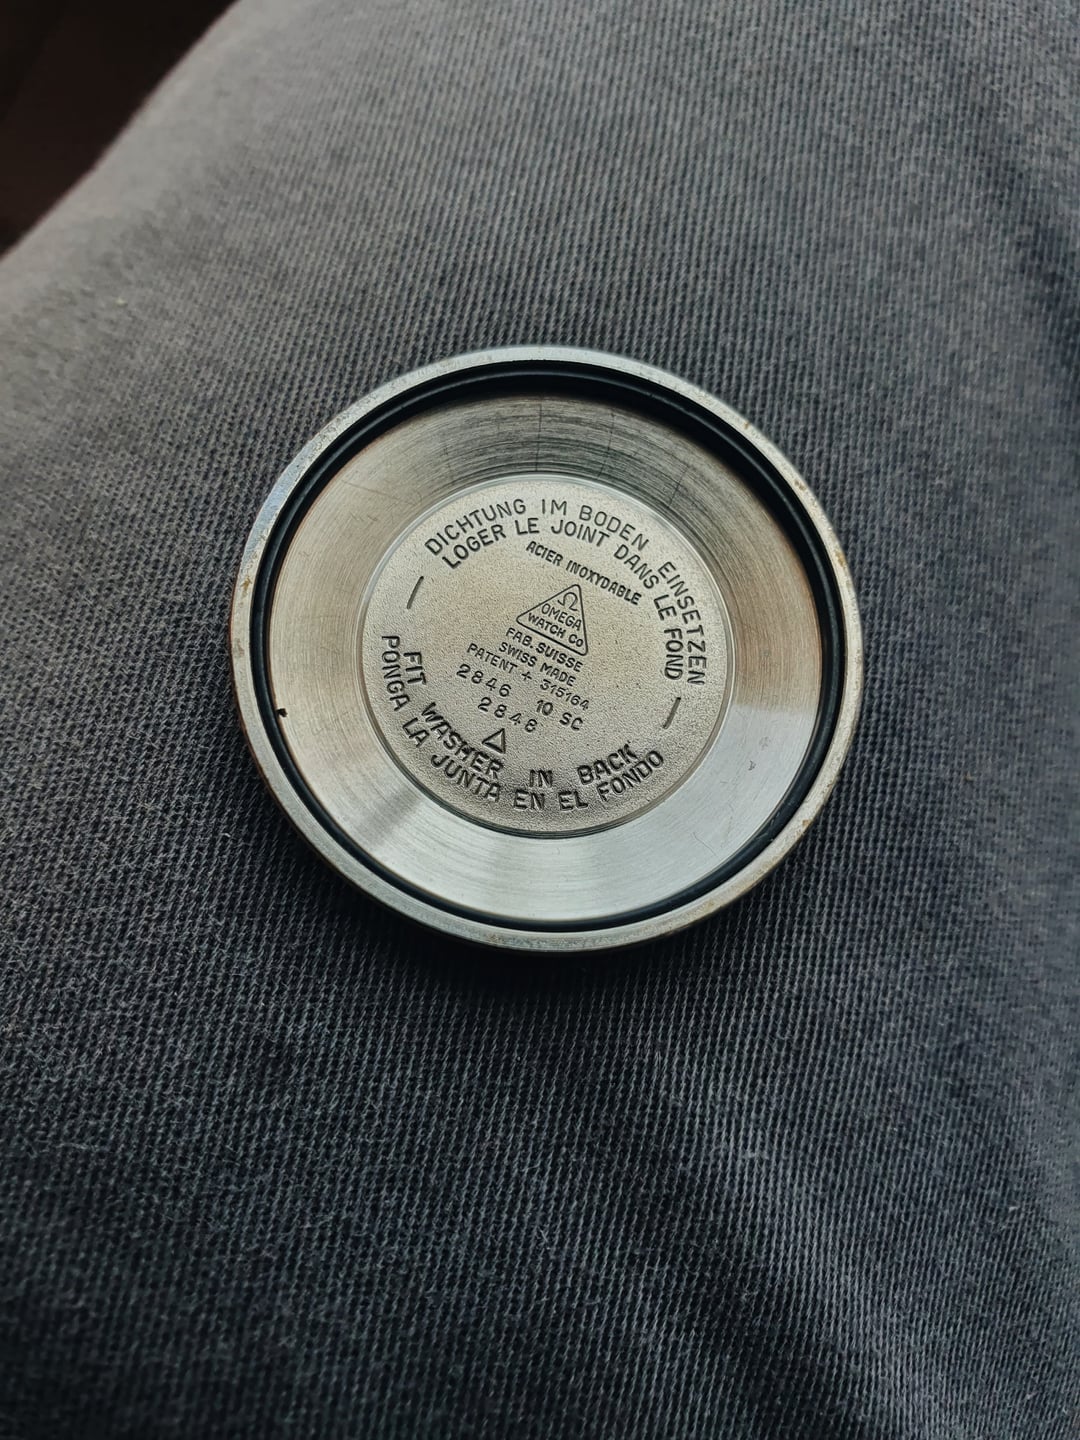 DICHTUNG IM BODEN EINSETZEN
LOGER LE JOINT DANS LE FOND
ACIER INOXYDABLE
Ω
OMEGA
WATCH CO
FAB. SUISSE
SWISS MADE
PATENT + 315164
2846 10 SC
2848
FIT WASHER IN BACK
PONGA LA JUNTA EN EL FONDO